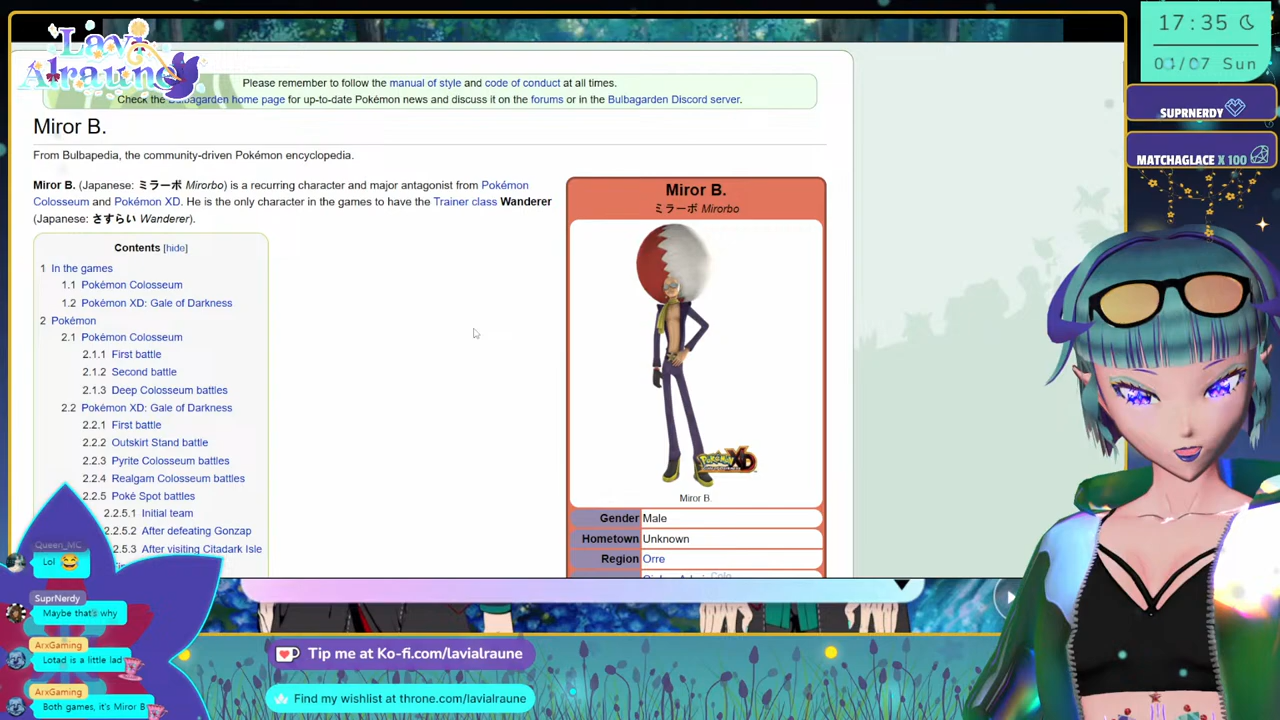 Lavi
Alraune
17:35
01/07 Sun
SUPRNERDY
MATCHAGLACE X 100
Please remember to follow the manual of style and code of conduct at all times.
Check the Bulbagarden home page for up-to-date Pokémon news and discuss it on the forums or in the Bulbagarden Discord server.
Miror B.
From Bulbapedia, the community-driven Pokémon encyclopedia.
Miror B. (Japanese: ミラーボ Mirorbo) is a recurring character and major antagonist from Pokémon
Colosseum and Pokémon XD. He is the only character in the games to have the Trainer class Wanderer
(Japanese: さすらい Wanderer).
Contents [hide]
1 In the games
1.1 Pokémon Colosseum
1.2 Pokémon XD: Gale of Darkness
2 Pokémon
2.1 Pokémon Colosseum
2.1.1 First battle
2.1.2 Second battle
2.1.3 Deep Colosseum battles
2.2 Pokémon XD: Gale of Darkness
2.2.1 First battle
2.2.2 Outskirt Stand battle
2.2.3 Pyrite Colosseum battles
2.2.4 Realgam Colosseum battles
2.2.5 Poké Spot battles
2.2.5.1 Initial team
2.2.5.2 After defeating Gonzap
2.2.5.3 After visiting Citadark Isle
Miror B.
ミラーボ Mirorbo
Pokémon XD
Miror B.
Gender Male
Hometown Unknown
Region Orre
Queen_MC
Lol 😂
SuprNerdy
Maybe that's why
ArxGaming
Lotad is a little lad
ArxGaming
Both games, it's Miror B
Tip me at Ko-fi.com/lavialraune
Find my wishlist at throne.com/lavialraune